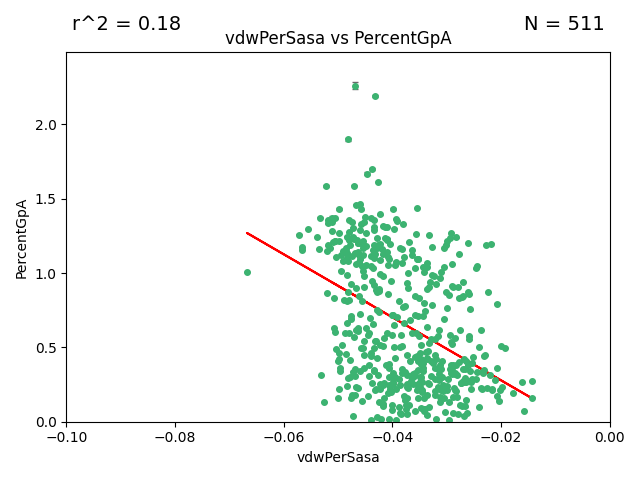 r^2 = 0.18
N = 511
vdwPerSasa vs PercentGpA
PercentGpA
2.0
1.5
1.0
0.5
0.0
−0.10
−0.08
−0.06
−0.04
−0.02
0.00
vdwPerSasa